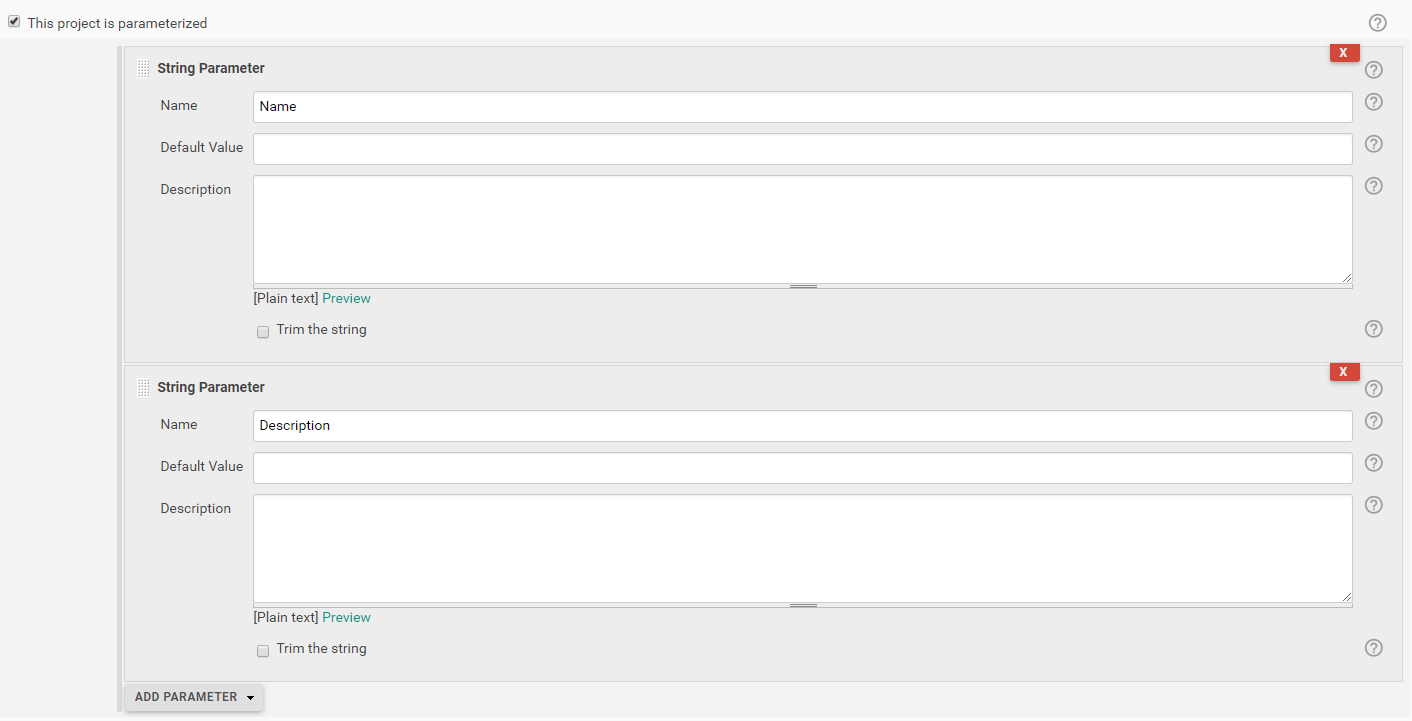 This project is parameterized
String Parameter
X
Name
Name
Default Value
Description
[Plain text] Preview
Trim the string
String Parameter
X
Name
Description
Default Value
Description
[Plain text] Preview
Trim the string
ADD PARAMETER